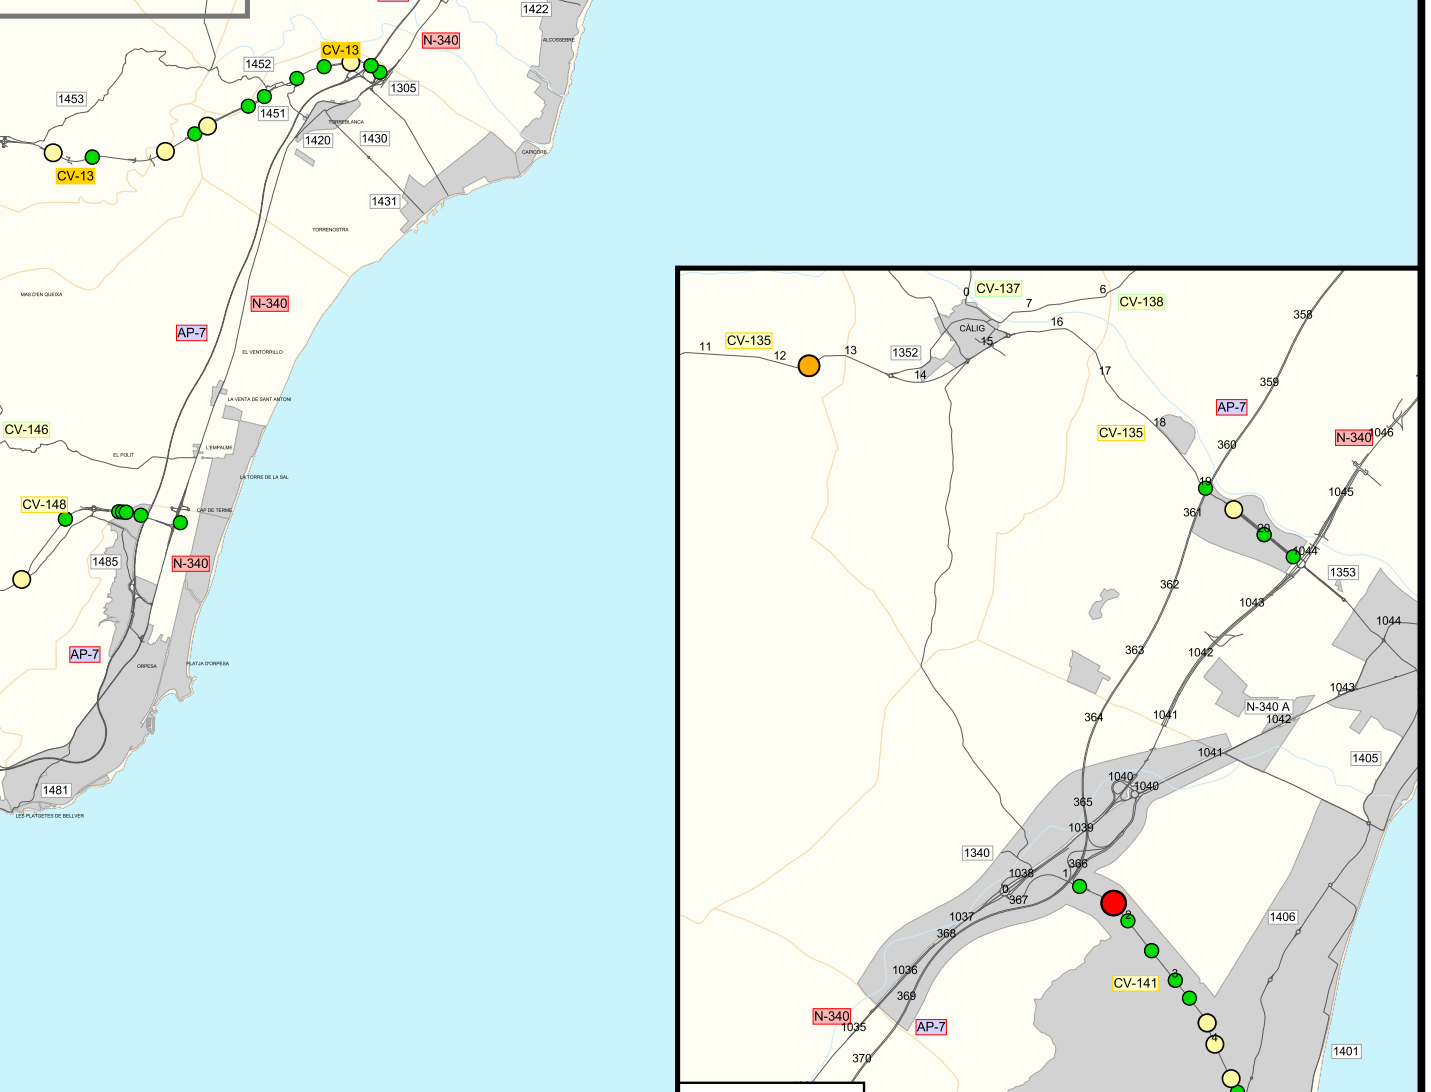 1422
ALCOSSEBRE
CV-13
N-340
1452
1305
1453
1451
TORREBLANCA
1420
1430
CAPICORB
CV-13
1431
TORRENOSTRA
MAS D'EN QUEIXA
N-340
AP-7
EL VENTORRILLO
LA VENTA DE SANT ANTONI
CV-146
L'EMPALME
EL POLIT
LA TORRE DE LA SAL
CV-148
CAP DE TERME
1485
N-340
AP-7
ORPESA
PLATJA D'ORPESA
1481
LES PLATGETES DE BELLVER
0
CV-137
6
7
CV-138
358
CÀLIG
16
CV-135
15
11
12
13
1352
14
17
359
AP-7
18
CV-135
N-340
1046
360
19
1045
361
20
1044
1353
362
1043
1044
363
1042
1043
364
1041
N-340 A
1042
1041
1405
1040
1040
365
1039
1340
366
1
1038
0
367
1037
2
1406
368
1036
3
CV-141
369
N-340
1035
AP-7
4
1401
370